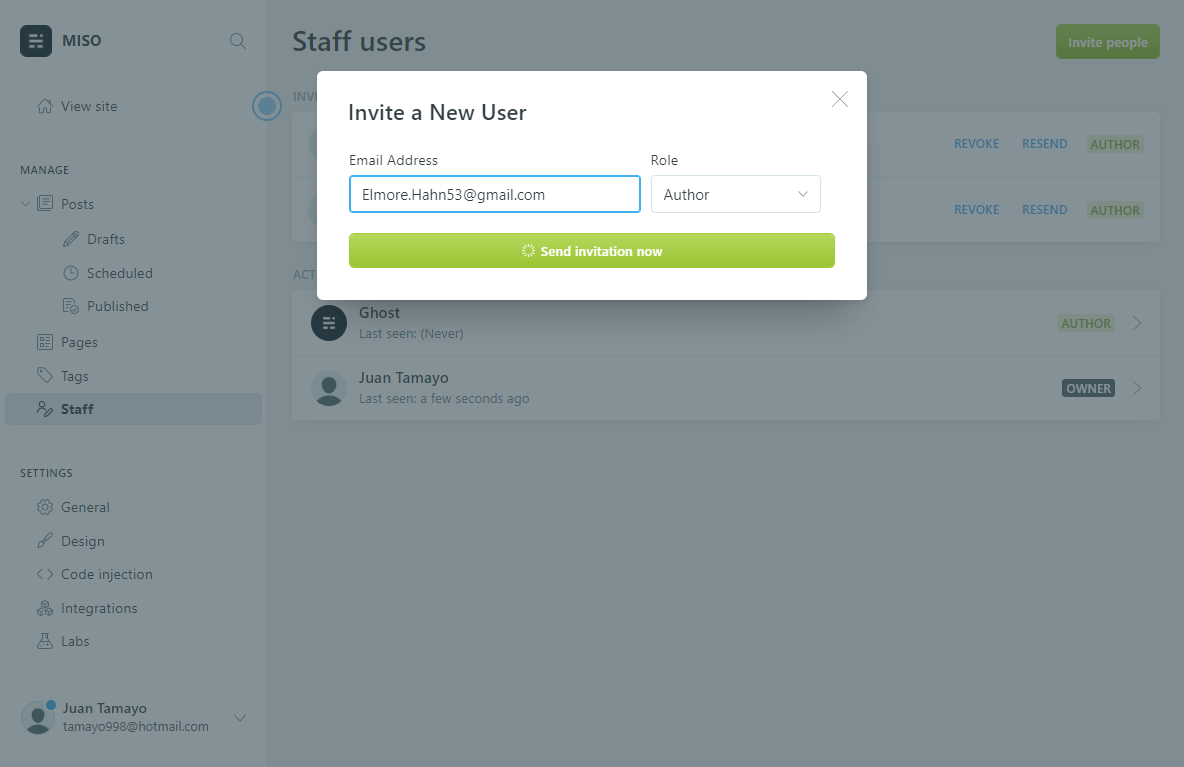 MISO
View site
MANAGE
Posts
Drafts
Scheduled
Published
Pages
Tags
Staff
SETTINGS
General
Design
Code injection
Integrations
Labs
Juan Tamayo
tamayo998@hotmail.com
Staff users
Invite people
REVOKE RESEND AUTHOR
REVOKE RESEND AUTHOR
Invite a New User
Email Address Role
Elmore.Hahn53@gmail.com Author
Send invitation now
Ghost
Last seen: (Never)
AUTHOR
Juan Tamayo
Last seen: a few seconds ago
OWNER